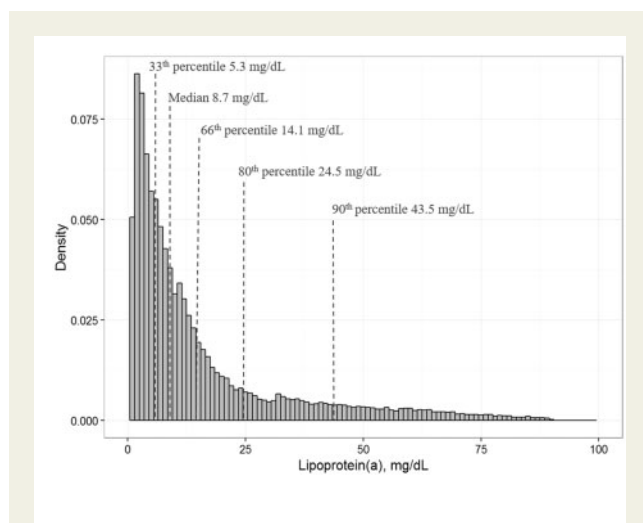 33th percentile 5.3 mg/dL
Median 8.7 mg/dL
66th percentile 14.1 mg/dL
80th percentile 24.5 mg/dL
90th percentile 43.5 mg/dL
0.075
0.050
0.025
0.000
Density
0 25 50 75 100
Lipoprotein(a), mg/dL